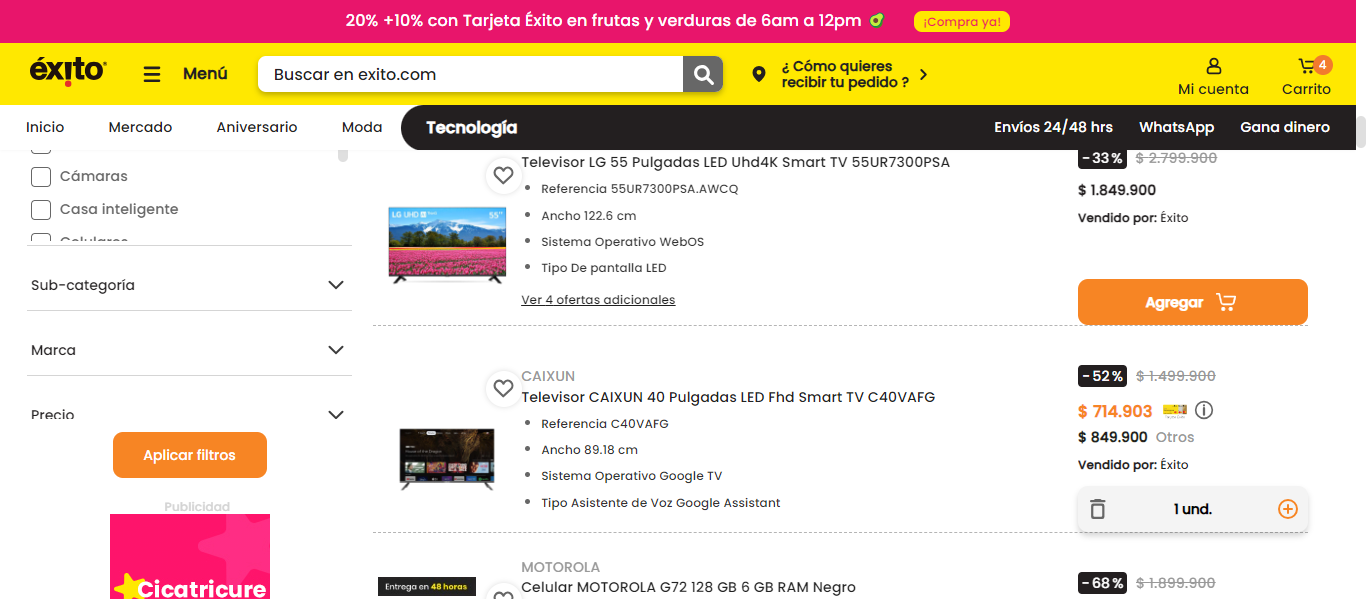 20% +10% con Tarjeta Éxito en frutas y verduras de 6am a 12pm
¡Compra ya!
éxito
Menú
Buscar en exito.com
¿ Cómo quieres
recibir tu pedido ?
Mi cuenta
4
Carrito
Inicio
Mercado
Aniversario
Moda
Tecnología
Envíos 24/48 hrs
WhatsApp
Gana dinero
Cámaras
Casa inteligente
Celulares
Sub-categoría
Marca
Precio
Aplicar filtros
Publicidad
Cicatricure
Televisor LG 55 Pulgadas LED Uhd4K Smart TV 55UR7300PSA
LG UHD
55"
Referencia 55UR7300PSA.AWCQ
Ancho 122.6 cm
Sistema Operativo WebOS
Tipo De pantalla LED
Ver 4 ofertas adicionales
-33% $ 2.799.900
$ 1.849.900
Vendido por: Éxito
Agregar
CAIXUN
Televisor CAIXUN 40 Pulgadas LED Fhd Smart TV C40VAFG
Referencia C40VAFG
Ancho 89.18 cm
Sistema Operativo Google TV
Tipo Asistente de Voz Google Assistant
-52% $ 1.499.900
$ 714.903
$ 849.900 Otros
Vendido por: Éxito
1 und.
Entrega en 48 horas
MOTOROLA
Celular MOTOROLA G72 128 GB 6 GB RAM Negro
-68% $ 1.899.900